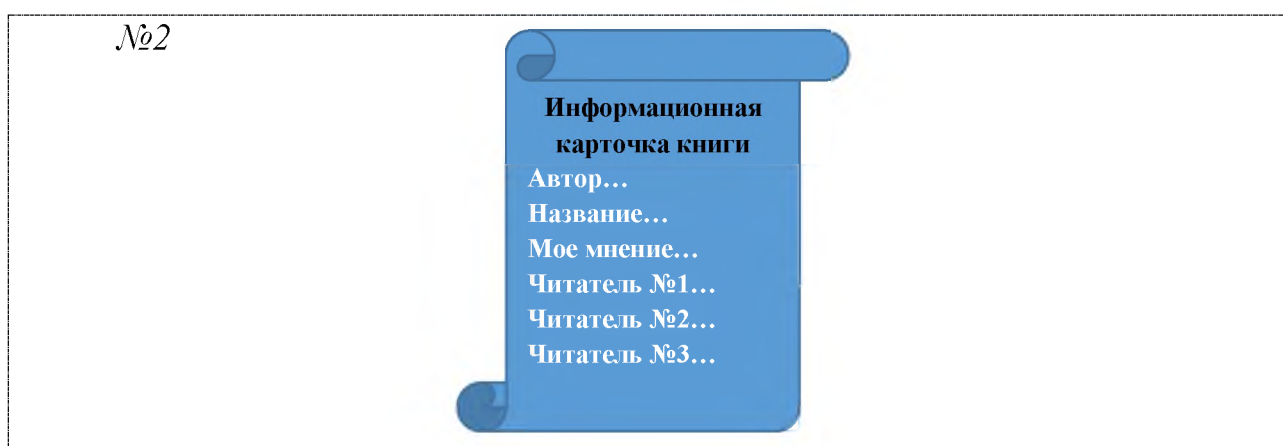 №2
Информационная
карточка книги
Автор…
Название…
Мое мнение…
Читатель №1…
Читатель №2…
Читатель №3…